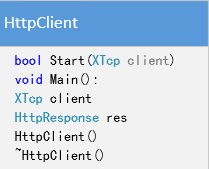 HttpClient
bool Start(XTcp client)
void Main():
XTcp client
HttpResponse res
HttpClient()
~HttpClient()